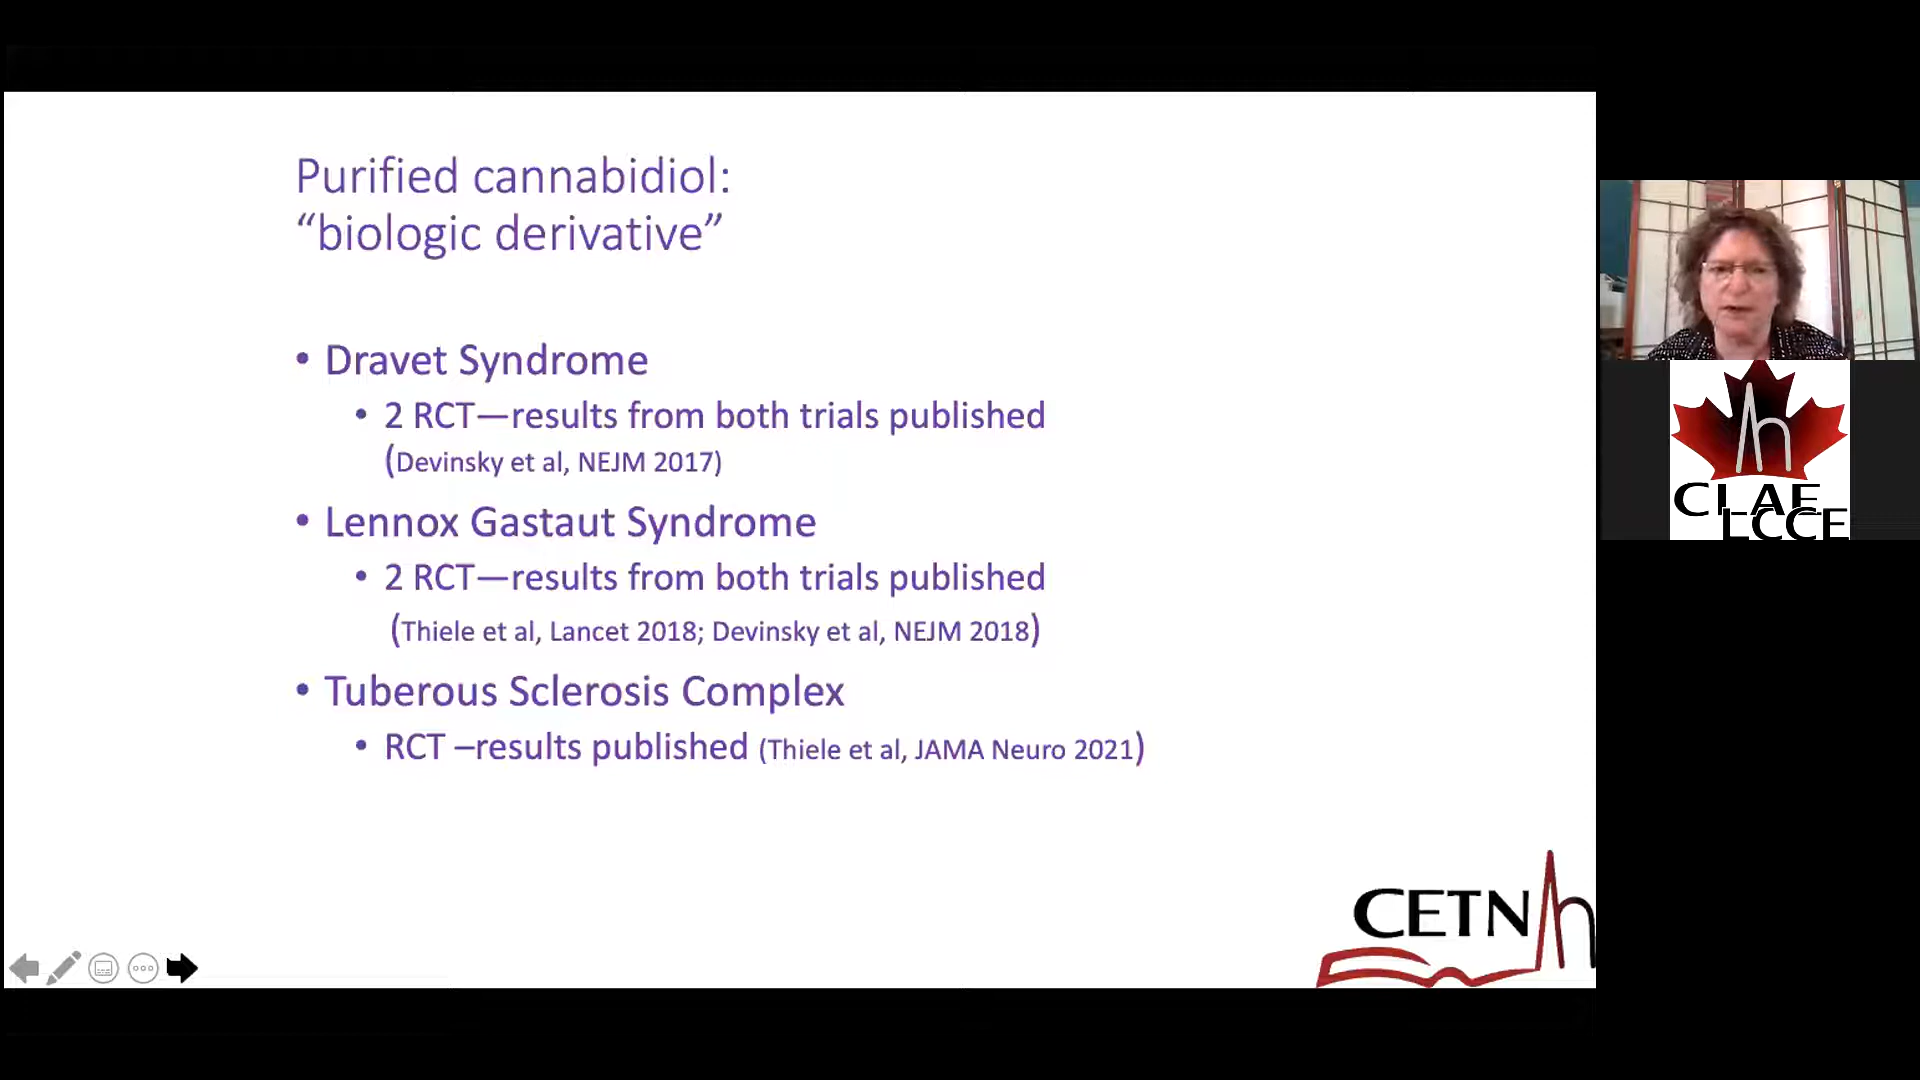 Purified cannabidiol:
“biologic derivative”
• Dravet Syndrome
• 2 RCT—results from both trials published
(Devinsky et al, NEJM 2017)
• Lennox Gastaut Syndrome
• 2 RCT—results from both trials published
(Thiele et al, Lancet 2018; Devinsky et al, NEJM 2018)
• Tuberous Sclerosis Complex
• RCT –results published (Thiele et al, JAMA Neuro 2021)
CETN
CLAE
LCCE